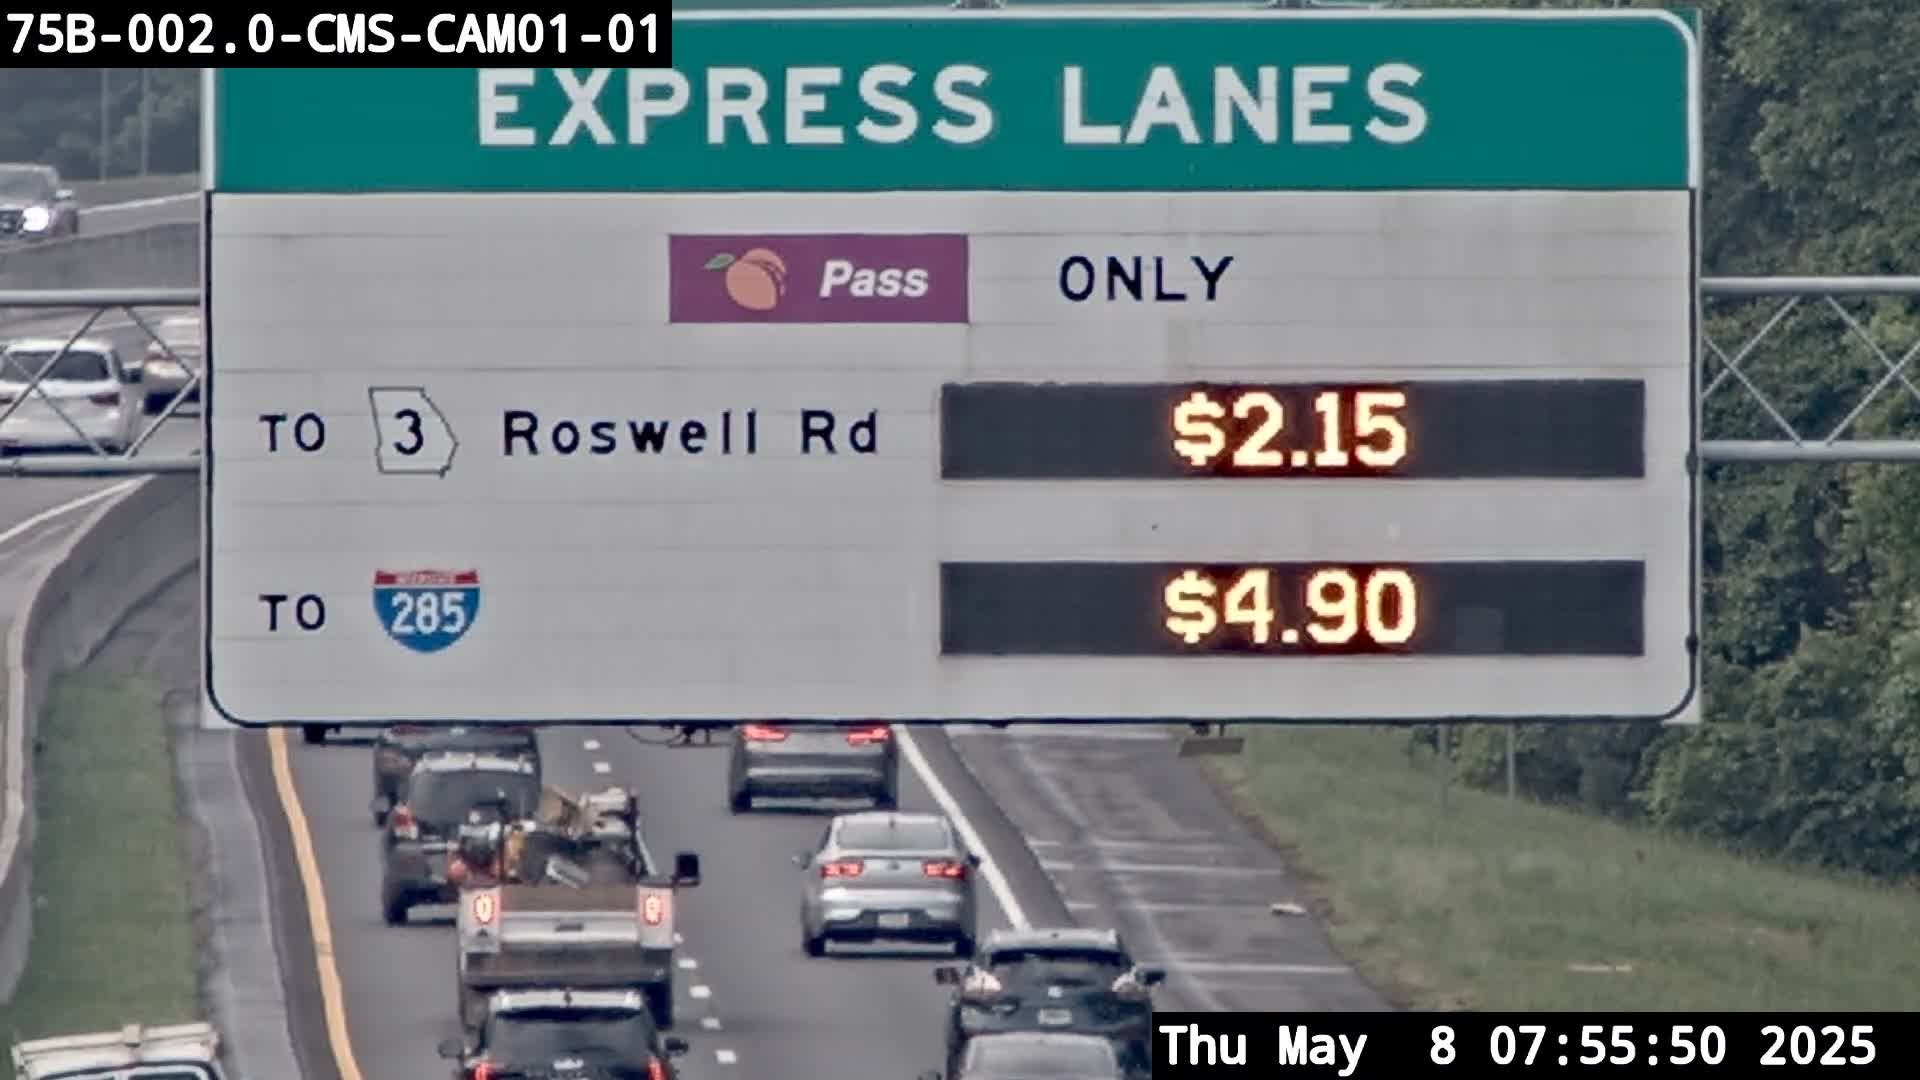 75B-002.0-CMS-CAM01-01
EXPRESS LANES
Pass ONLY
TO 3 Roswell Rd $2.15
TO 285 $4.90
Thu May 8 07:55:50 2025